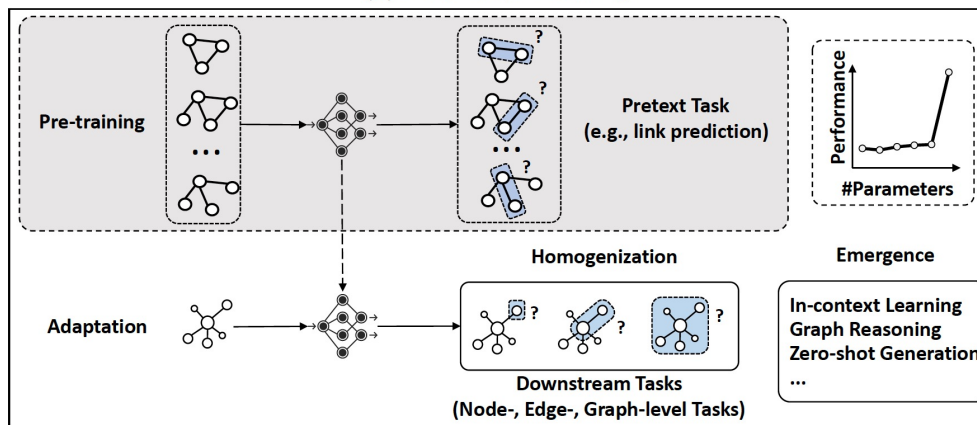 Pre-training
...
?
?
...
?
Pretext Task
(e.g., link prediction)
Performance
#Parameters
Homogenization
Emergence
Adaptation
?
?
?
In-context Learning
Graph Reasoning
Zero-shot Generation
...
Downstream Tasks
(Node-, Edge-, Graph-level Tasks)